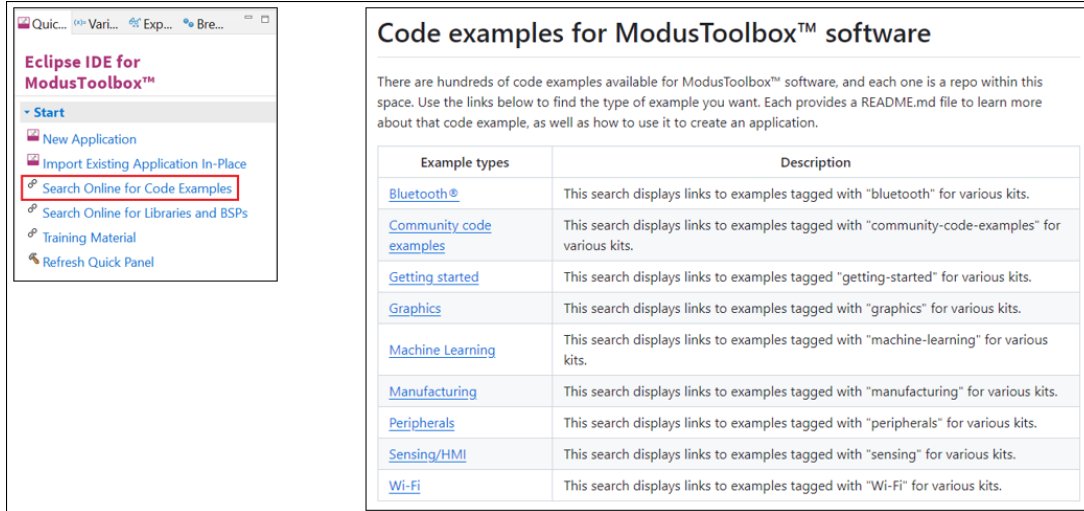 Quic... (x)= Vari... Exp... Bre...
Eclipse IDE for
ModusToolbox™
Start
New Application
Import Existing Application In-Place
Search Online for Code Examples
Search Online for Libraries and BSPs
Training Material
Refresh Quick Panel
Code examples for ModusToolbox™ software
There are hundreds of code examples available for ModusToolbox™ software, and each one is a repo within this
space. Use the links below to find the type of example you want. Each provides a README.md file to learn more
about that code example, as well as how to use it to create an application.
Example types Description
Bluetooth® This search displays links to examples tagged with "bluetooth" for various kits.
Community code This search displays links to examples tagged with "community-code-examples" for
examples various kits.
Getting started This search displays links to examples tagged "getting-started" for various kits.
Graphics This search displays links to examples tagged with "graphics" for various kits.
Machine Learning This search displays links to examples tagged with "machine-learning" for various
kits.
Manufacturing This search displays links to examples tagged with "manufacturing" for various kits.
Peripherals This search displays links to examples tagged with "peripherals" for various kits.
Sensing/HMI This search displays links to examples tagged with "sensing" for various kits.
Wi-Fi This search displays links to examples tagged with "Wi-Fi" for various kits.